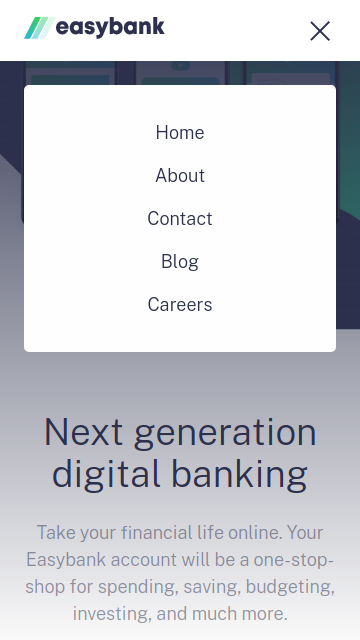 easybank
Home
About
Contact
Blog
Careers
Next generation
digital banking
Take your financial life online. Your
Easybank account will be a one-stop-
shop for spending, saving, budgeting,
investing, and much more.